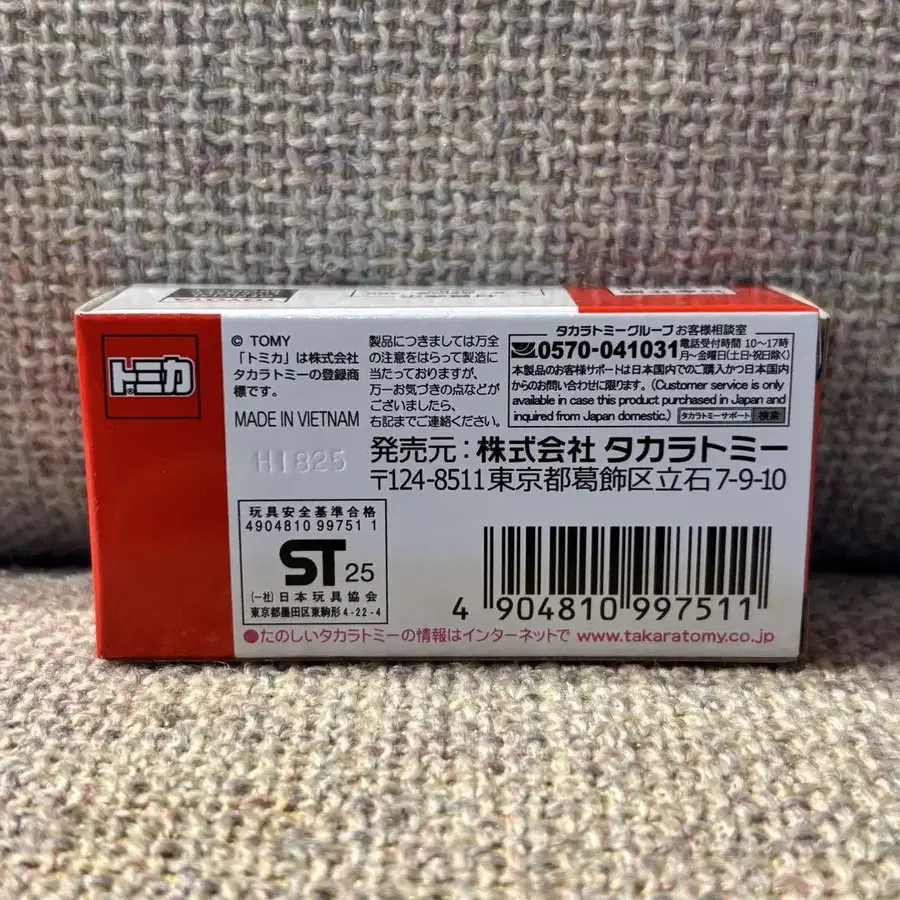 TOYOTA
トミカ
© TOMY
「トミカ」は株式会社
タカラトミーの登録商
標です。
MADE IN VIETNAM
H1825
製品につきましては万全
の注意をはらって製造に
当たっておりますが、
万一お気づきの点などが
ございましたら、
右記までご連絡ください。
タカラトミーグループお客様相談室
0570-041031 電話受付時間 10〜17時
月〜金曜日(土日・祝日除く)
本製品のお客様サポートは日本国内でのご購入かつ日本国内
からのお問い合わせに限ります。(Customer service is only
available in case this product purchased in Japan and
inquired from Japan domestic.) タカラトミーサポート 検索
発売元:株式会社 タカラトミー
〒124-8511東京都葛飾区立石7-9-10
玩具安全基準合格
4904810 99751 1
ST 25
(一社)日本玩具協会
東京都墨田区東駒形4-22-4
4 904810 997511
●たのしいタカラトミーの情報はインターネットで www.takaratomy.co.jp